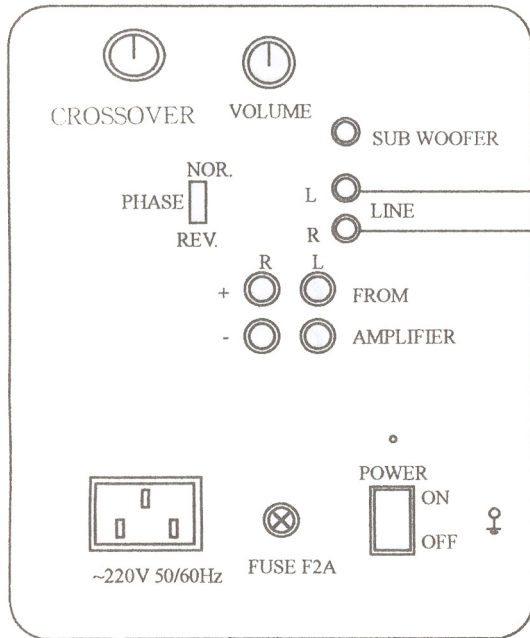 CROSSOVER
VOLUME
SUB WOOFER
NOR.
PHASE
REV.
L
LINE
R
R L
+
FROM
-
AMPLIFIER
POWER
ON
OFF
~220V 50/60Hz
FUSE F2A